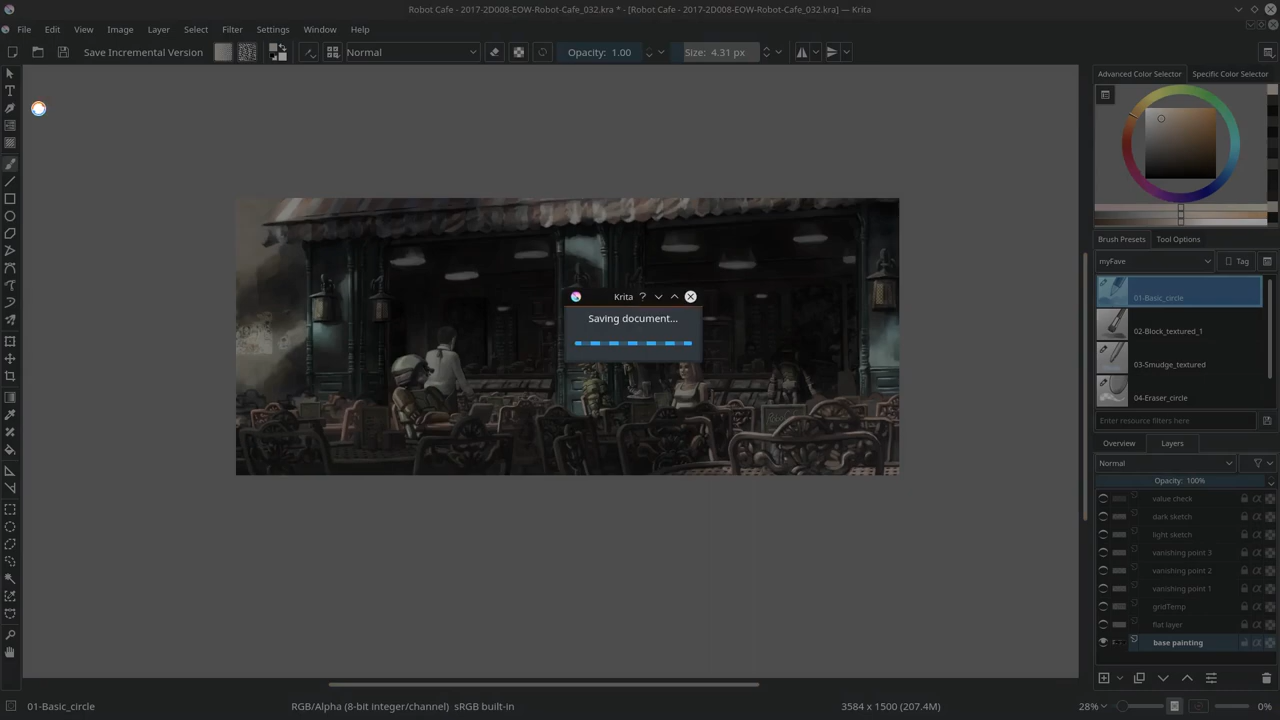 Robot Cafe - 2017-2D008-EOW-Robot-Cafe_032.kra * - [Robot Cafe - 2017-2D008-EOW-Robot-Cafe_032.kra] — Krita
File Edit View Image Layer Select Filter Settings Window Help
Save Incremental Version Normal Opacity: 1.00 Size: 4.31 px
Advanced Color Selector Specific Color Selector
Brush Presets Tool Options
myFave Tag
01-Basic_circle
Krita
Saving document...
02-Block_textured_1
03-Smudge_textured
04-Eraser_circle
Enter resource filters here
Overview Layers
Normal
Opacity: 100%
value check
dark sketch
light sketch
vanishing point 3
vanishing point 2
vanishing point 1
gridTemp
flat layer
base painting
01-Basic_circle RGB/Alpha (8-bit integer/channel) sRGB built-in 3584 x 1500 (207.4M) 28% 0%